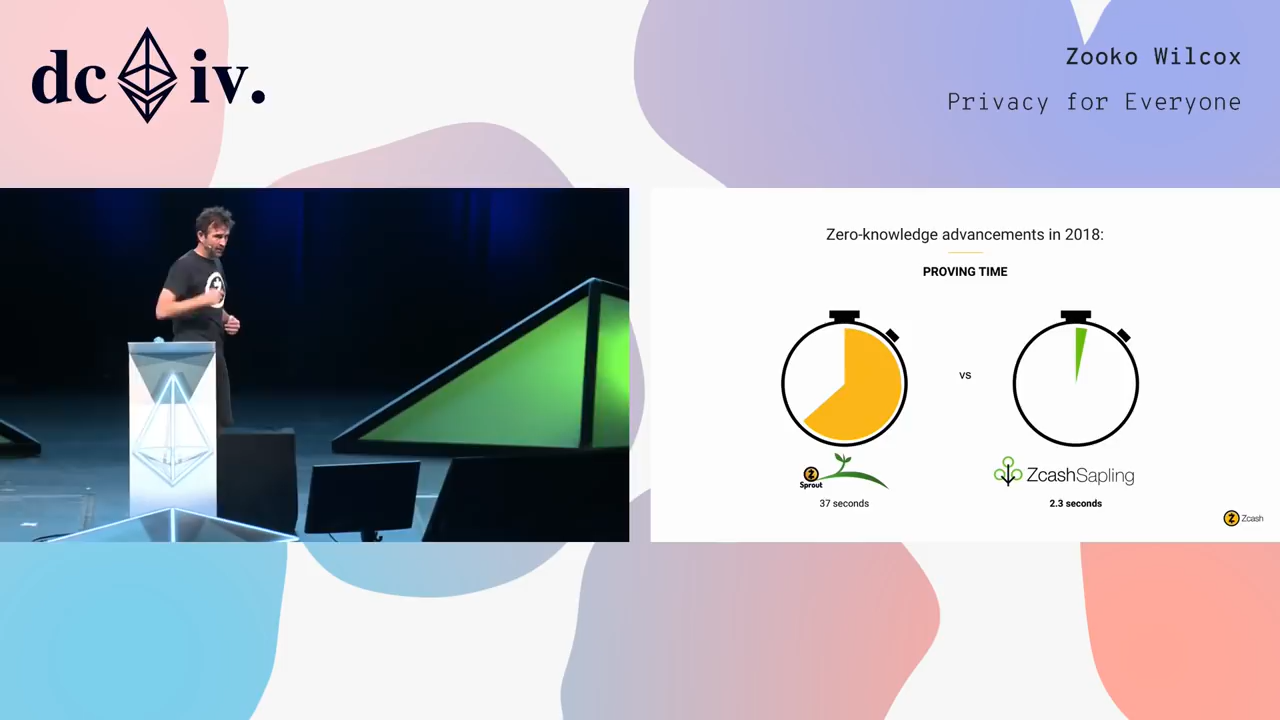 dc iv.
Zooko Wilcox
Privacy for Everyone
Zero-knowledge advancements in 2018:
PROVING TIME
vs
Sprout
ZcashSapling
37 seconds
2.3 seconds
Zcash